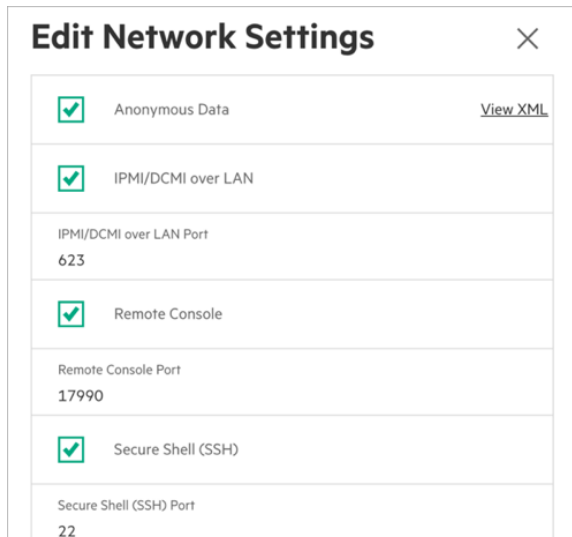 Edit Network Settings
Anonymous Data View XML
IPMI/DCMI over LAN
IPMI/DCMI over LAN Port
623
Remote Console
Remote Console Port
17990
Secure Shell (SSH)
Secure Shell (SSH) Port
22